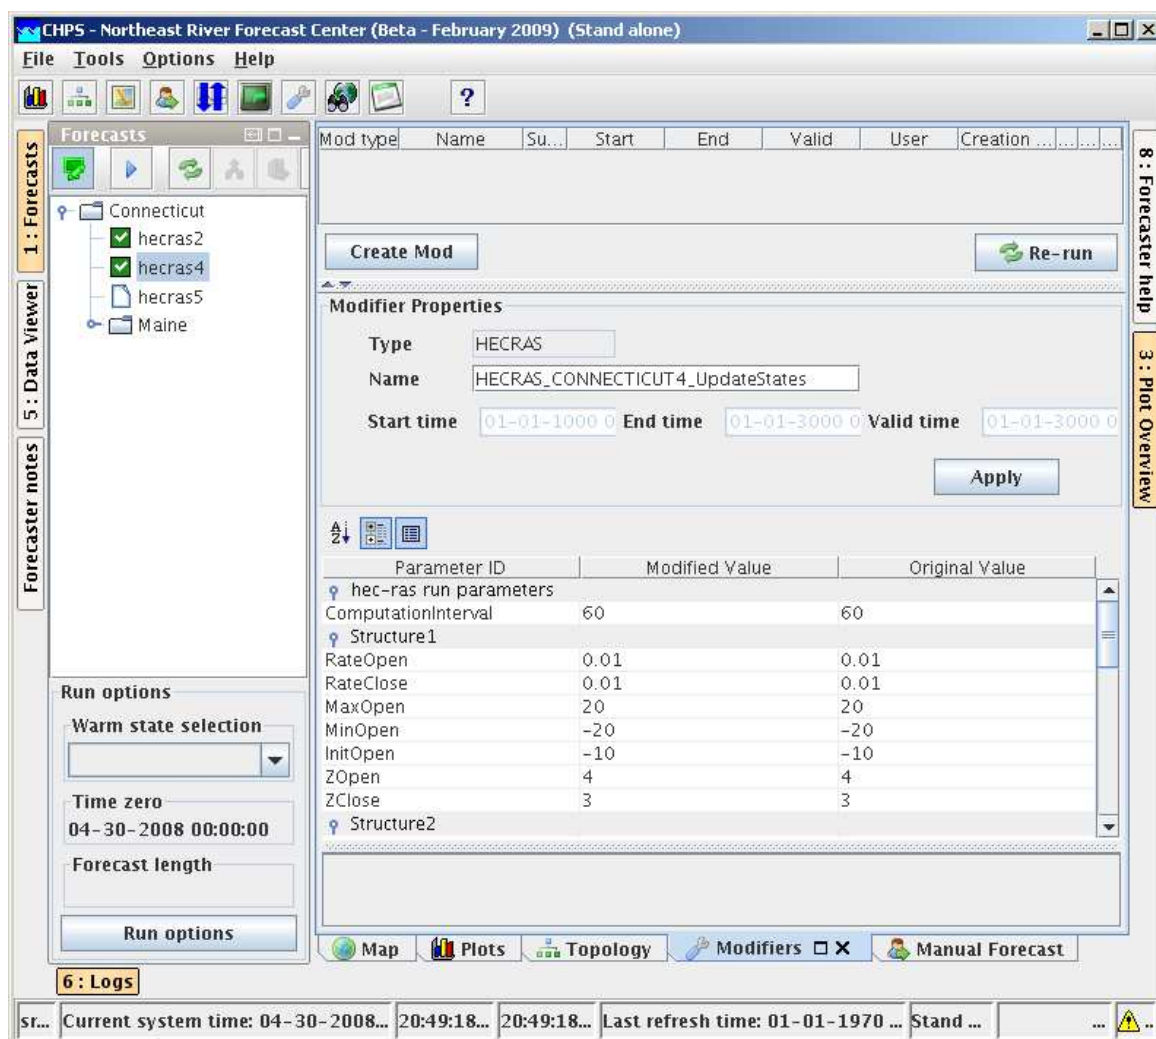 CHPS - Northeast River Forecast Center (Beta - February 2009) (Stand alone)
File Tools Options Help
?
1 : Forecasts
5 : Data Viewer
Forecaster notes
Forecasts
Connecticut
hecras2
hecras4
hecras5
Maine
Run options
Warm state selection
Time zero
04-30-2008 00:00:00
Forecast length
Run options
Mod type Name Su... Start End Valid User Creation ... ... ... ...
Create Mod Re-run
Modifier Properties
Type HECRAS
Name HECRAS_CONNECTICUT4_UpdateStates
Start time 01-01-1000 0 End time 01-01-3000 0 Valid time 01-01-3000 0
Apply
Parameter ID Modified Value Original Value
hec-ras run parameters
ComputationInterval 60 60
Structure1
RateOpen 0.01 0.01
RateClose 0.01 0.01
MaxOpen 20 20
MinOpen -20 -20
InitOpen -10 -10
ZOpen 4 4
ZClose 3 3
Structure2
Map Plots Topology Modifiers Manual Forecast
8 : Forecaster help
3 : Plot Overview
6 : Logs
sr... Current system time: 04-30-2008... 20:49:18... 20:49:18... Last refresh time: 01-01-1970 ... Stand ... ... ..